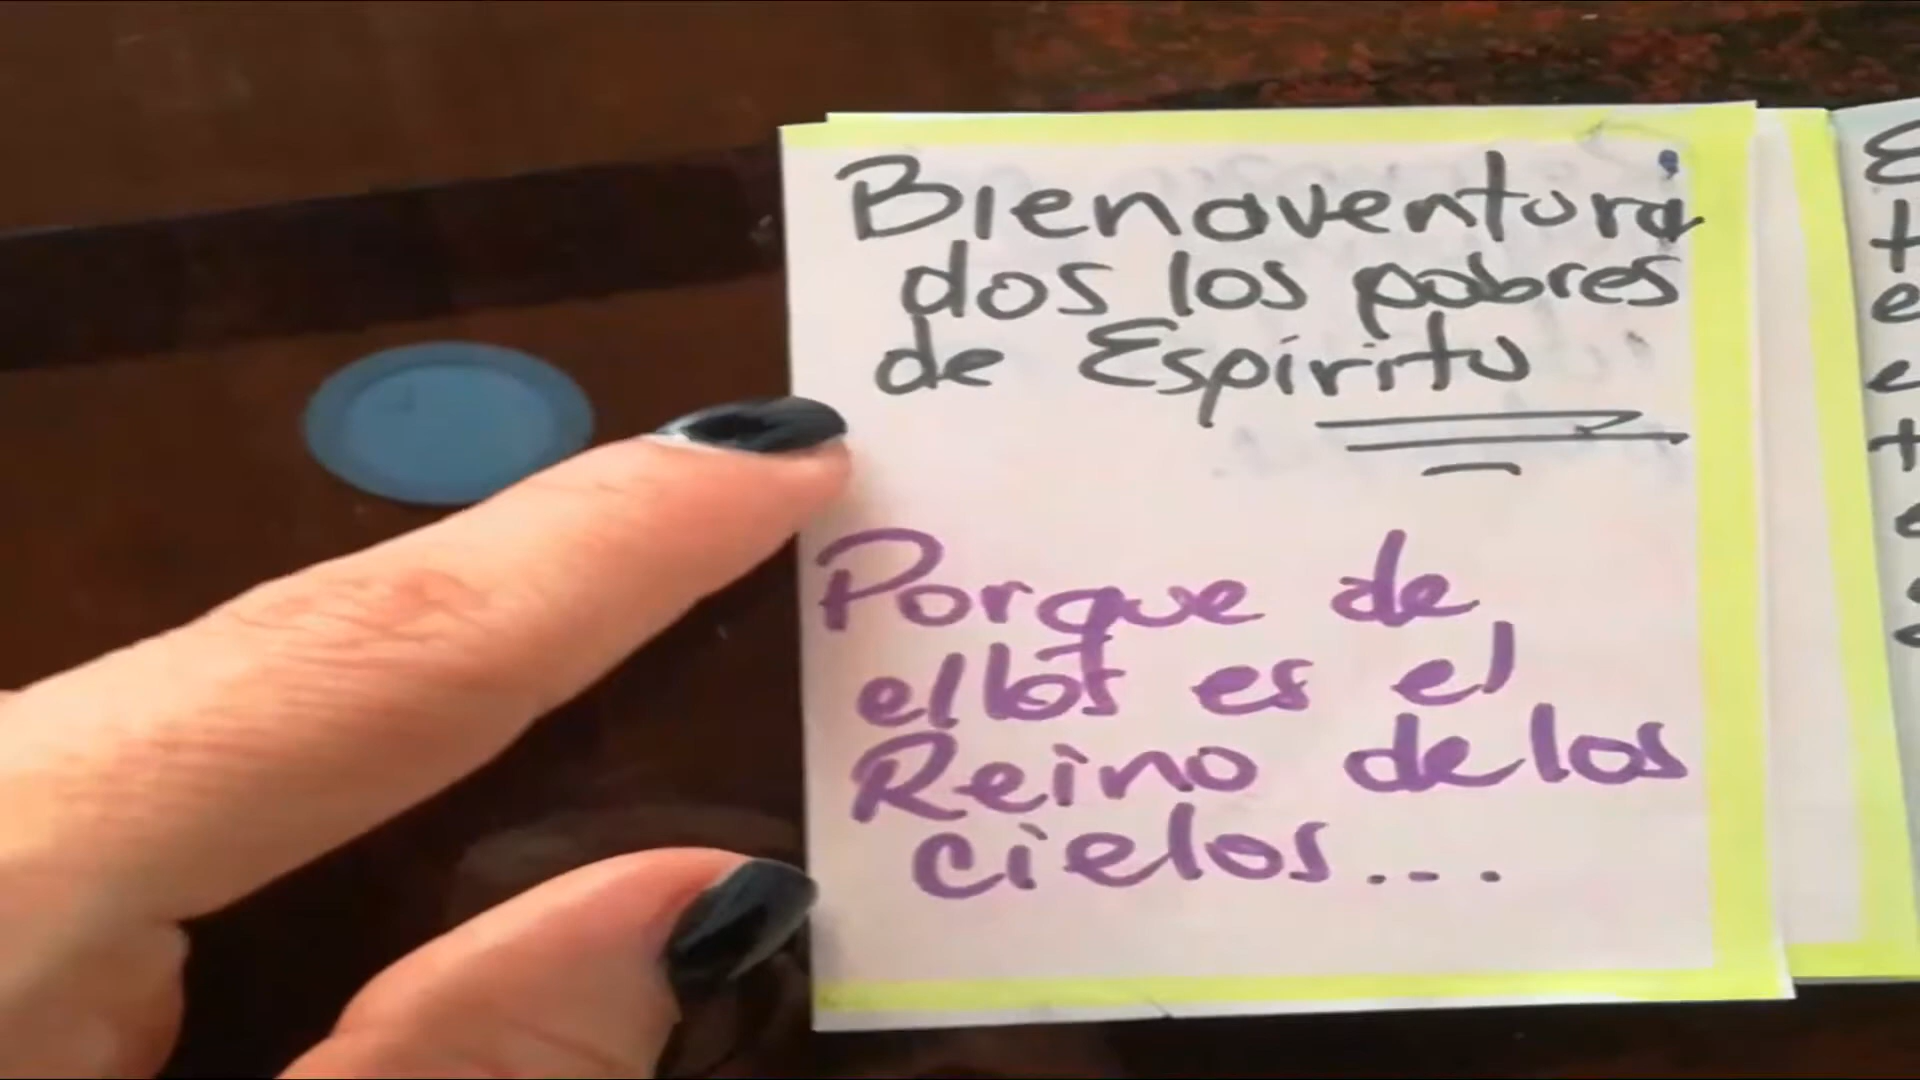 Bienaventura
dos los pobres
de Espíritu
Porque de
ellos es el
Reino de los
cielos...